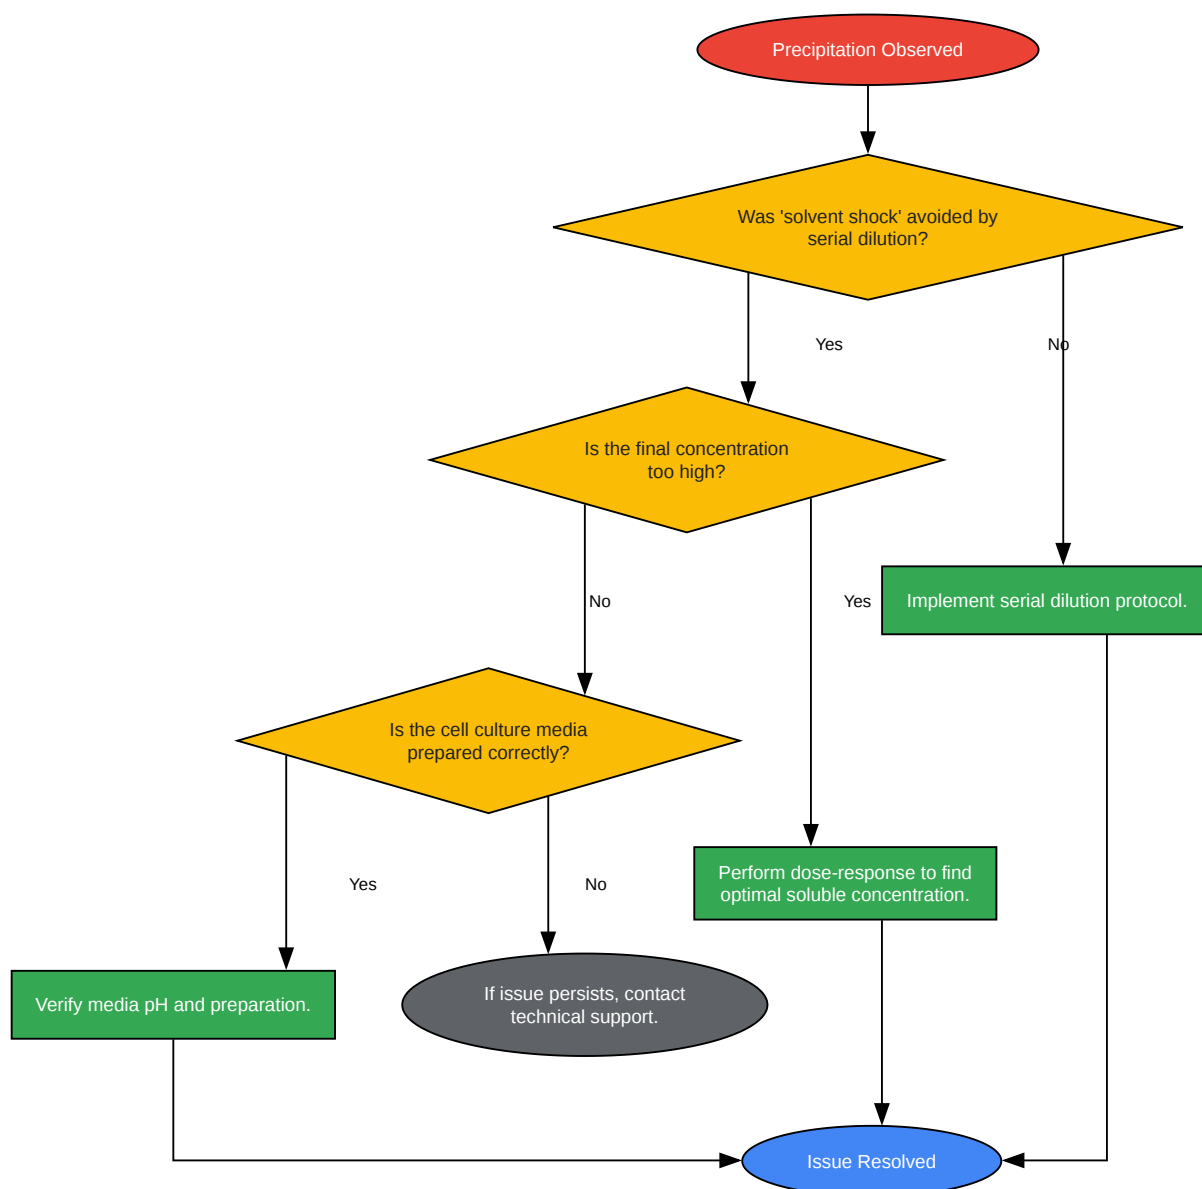 Precipitation Observed
Was 'solvent shock' avoided by
serial dilution?
Yes
No
Is the final concentration
too high?
No
Yes
Implement serial dilution protocol.
Is the cell culture media
prepared correctly?
Yes
No
Perform dose-response to find
optimal soluble concentration.
Verify media pH and preparation.
If issue persists, contact
technical support.
Issue Resolved